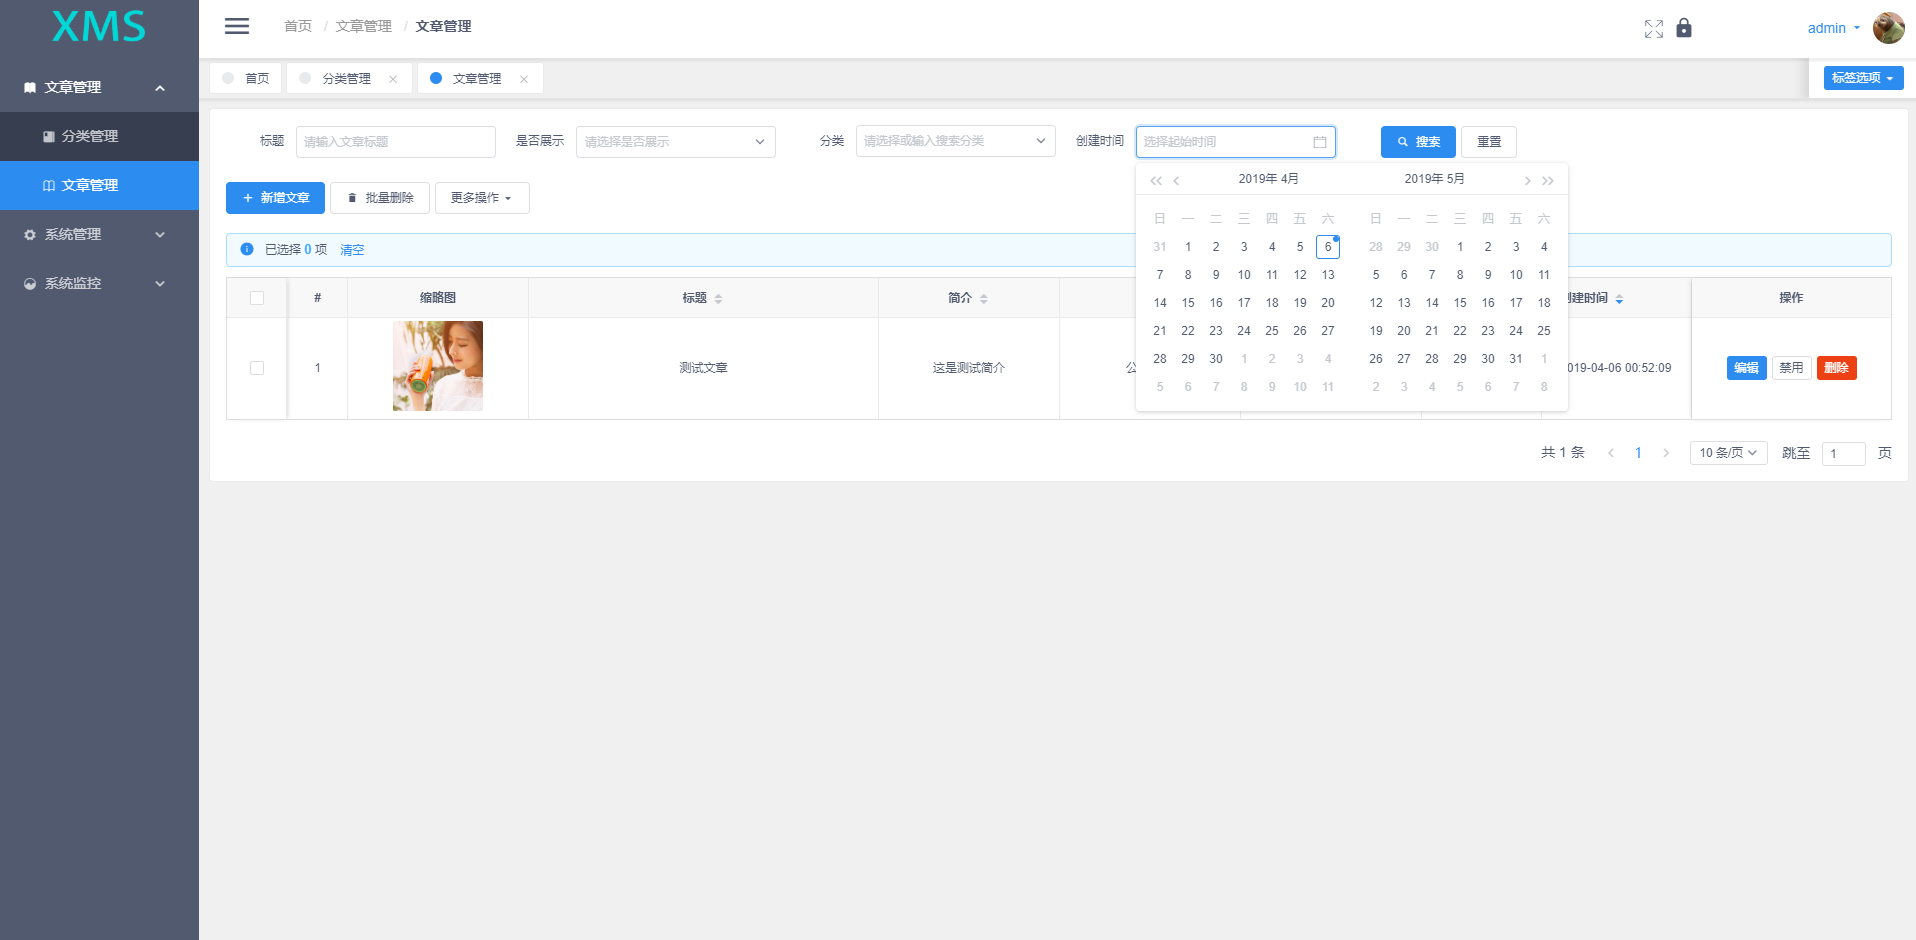 XMS
首页 / 文章管理 / 文章管理
admin
文章管理
分类管理
文章管理
系统管理
系统监控
首页 分类管理 文章管理
标签选项
标题 请输入文章标题 是否展示 请选择是否展示 分类 请选择或输入搜索分类 创建时间 选择起始时间 搜索 重置
+ 新增文章 批量删除 更多操作
已选择 0 项 清空
2019年 4月 2019年 5月
日 一 二 三 四 五 六 日 一 二 三 四 五 六
31 1 2 3 4 5 6 28 29 30 1 2 3 4
7 8 9 10 11 12 13 5 6 7 8 9 10 11
14 15 16 17 18 19 20 12 13 14 15 16 17 18
21 22 23 24 25 26 27 19 20 21 22 23 24 25
28 29 30 1 2 3 4 26 27 28 29 30 31 1
5 6 7 8 9 10 11 2 3 4 5 6 7 8
# 缩略图 标题 简介 建时间 操作
1 测试文章 这是测试简介 019-04-06 00:52:09 编辑 禁用 删除
共 1 条 1 10 条/页 跳至 1 页